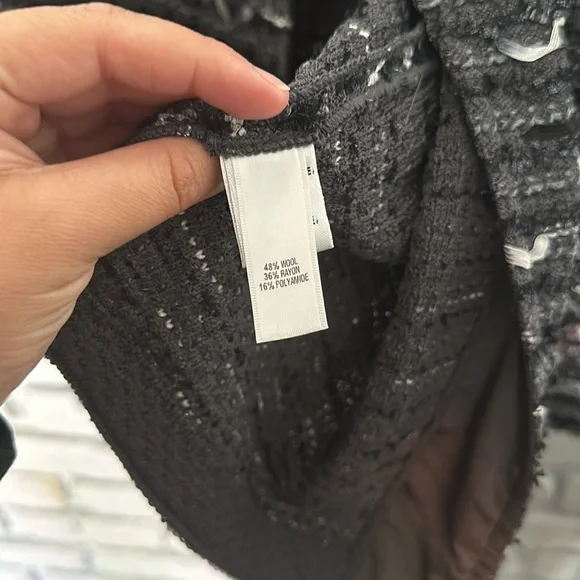 48% WOOL
36% RAYON
16% POLYAMIDE